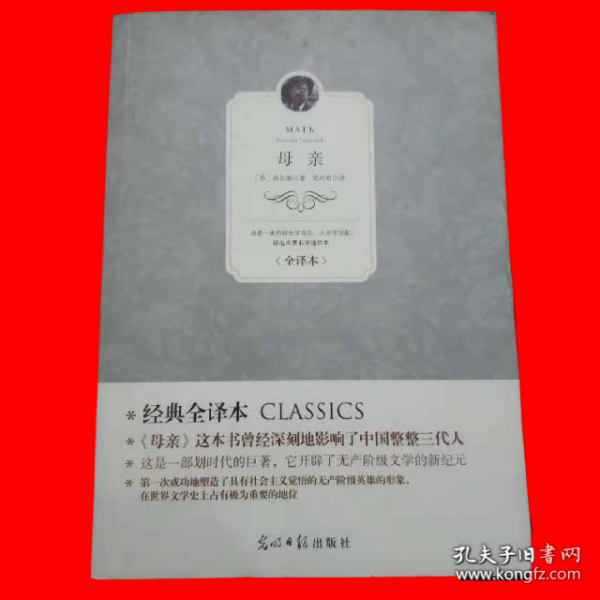 МАТЬ
母亲
〔苏〕高尔基 著
〈全译本〉
* 经典全译本 CLASSICS
* 《母亲》这本书曾经深刻地影响了中国整整三代人
* 这是一部划时代的巨著，它开辟了无产阶级文学的新纪元
* 第一次成功地塑造了具有社会主义觉悟的无产阶级英雄的形象，
在世界文学史上占有极为重要的地位
光明日报出版社
孔夫子旧书网
www.kongfz.com